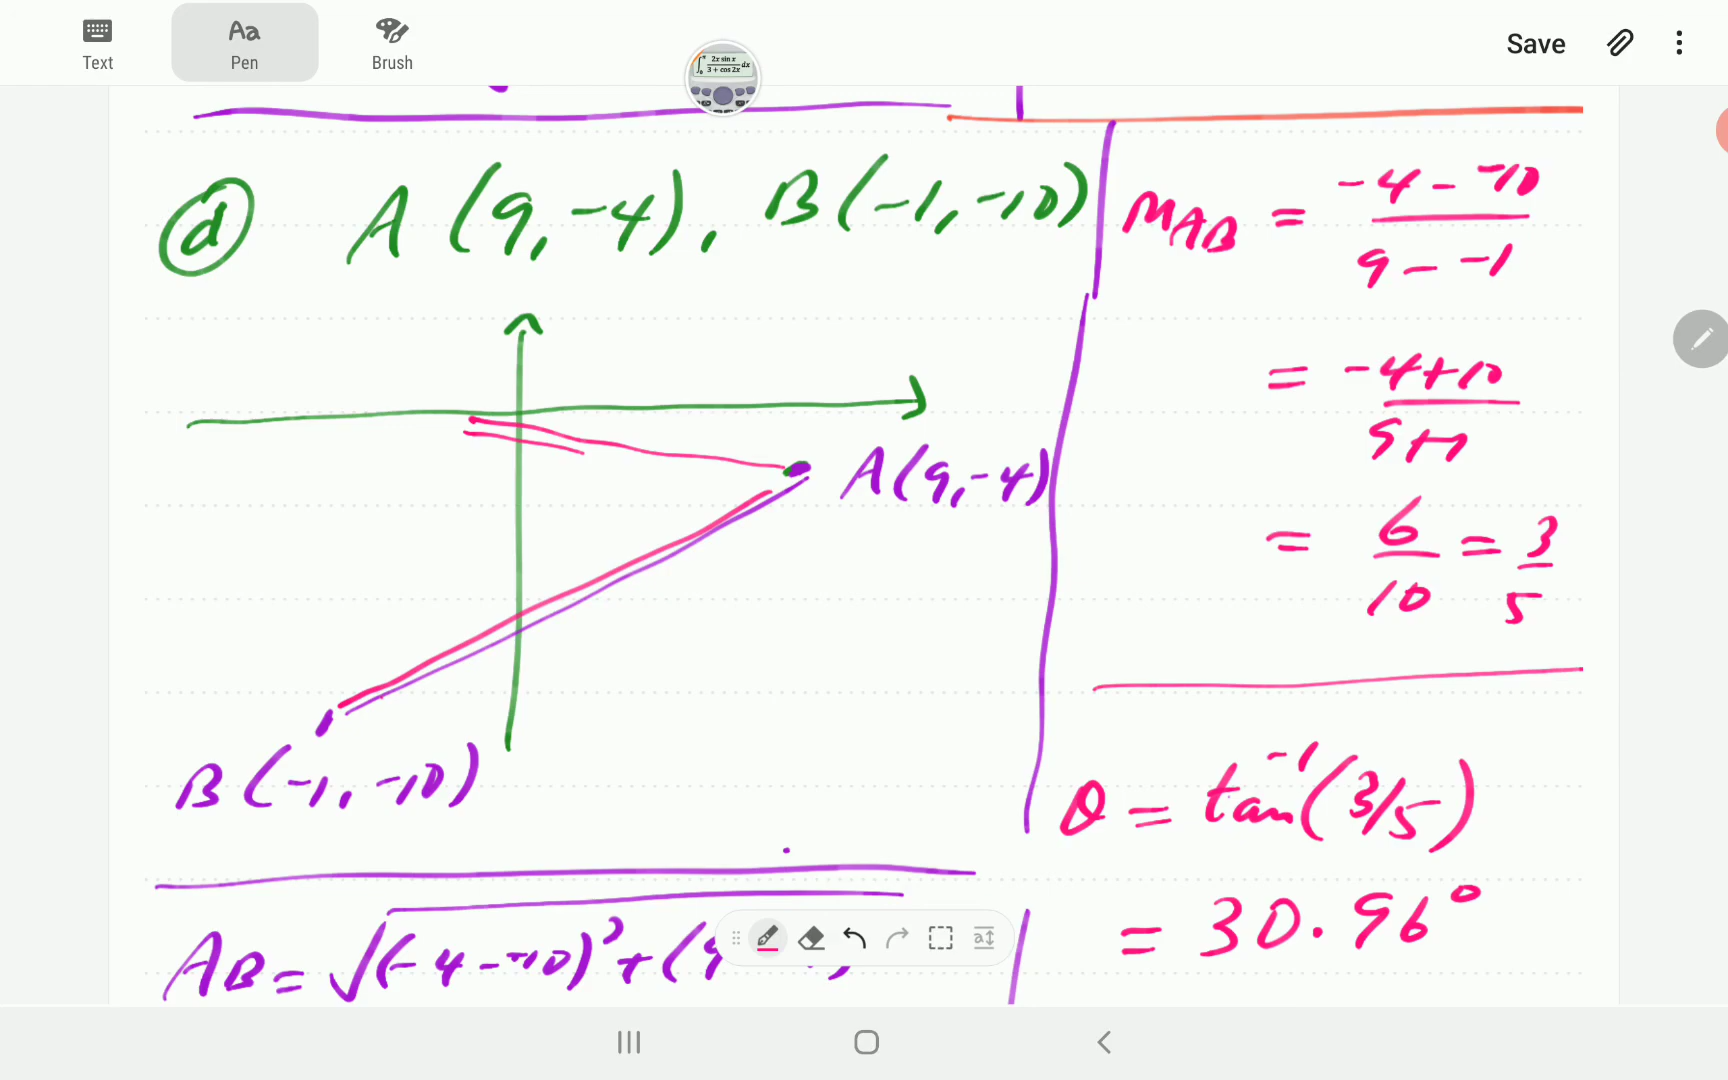 Text
Pen
Brush
Save
ⓓ A (9, -4), B(-1, -10)
A(9, -4)
B(-1, -10)
AB = √(-4 - -10)² + (9
M_AB = (-4 - -10)/(9 - -1)
= (-4+10)/(9+1)
= 6/10 = 3/5
θ = tan⁻¹(3/5)
= 30.96°